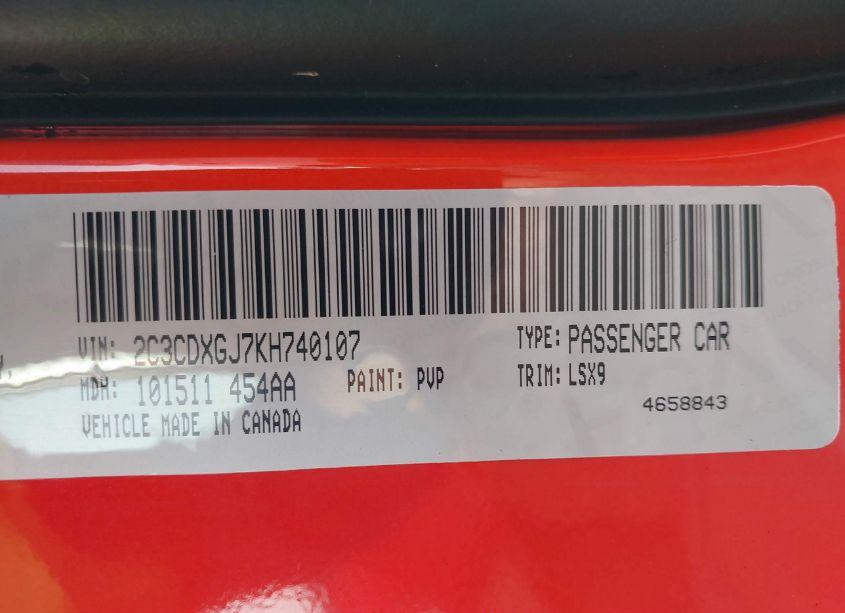 VIN: 2C3CDXGJ7KH740107 TYPE: PASSENGER CAR
MDH: 101511 454AA PAINT: PVP TRIM: LSX9
VEHICLE MADE IN CANADA 4658843